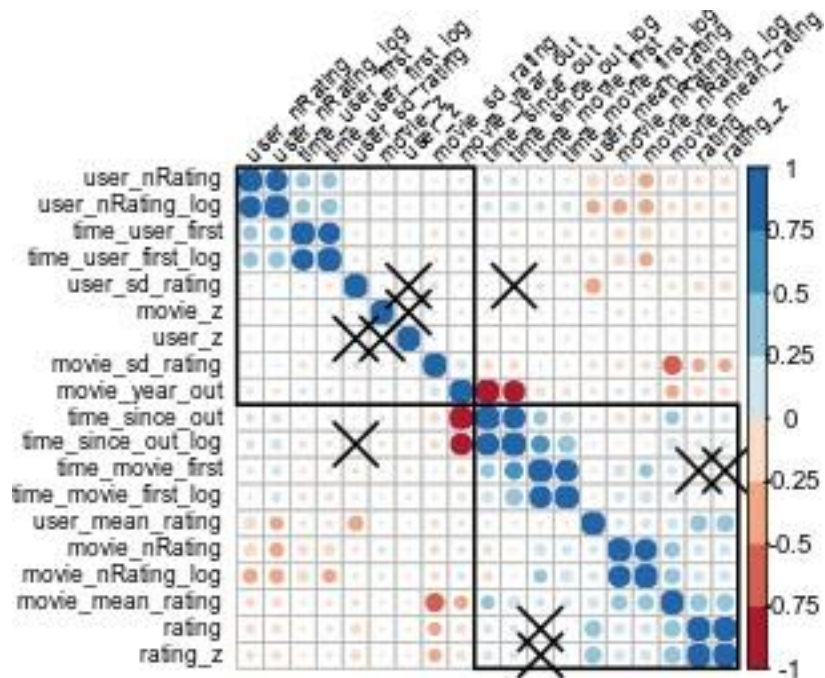 user_nRating
user_nRating_log
time_user_first
time_user_first_log
user_sd_rating
movie_z
user_z
movie_sd_rating
movie_year_out
time_since_out
time_since_out_log
time_movie_first
time_movie_first_log
user_mean_rating
movie_nRating
movie_nRating_log
movie_mean_rating
rating
rating_z
user_nRating
user_nRating_log
time_user_first
time_user_first_log
user_sd_rating
movie_z
user_z
movie_sd_rating
movie_year_out
time_since_out
time_since_out_log
time_movie_first
time_movie_first_log
user_mean_rating
movie_nRating
movie_nRating_log
movie_mean_rating
rating
rating_z
1
0.75
0.5
0.25
0
-0.25
-0.5
-0.75
-1